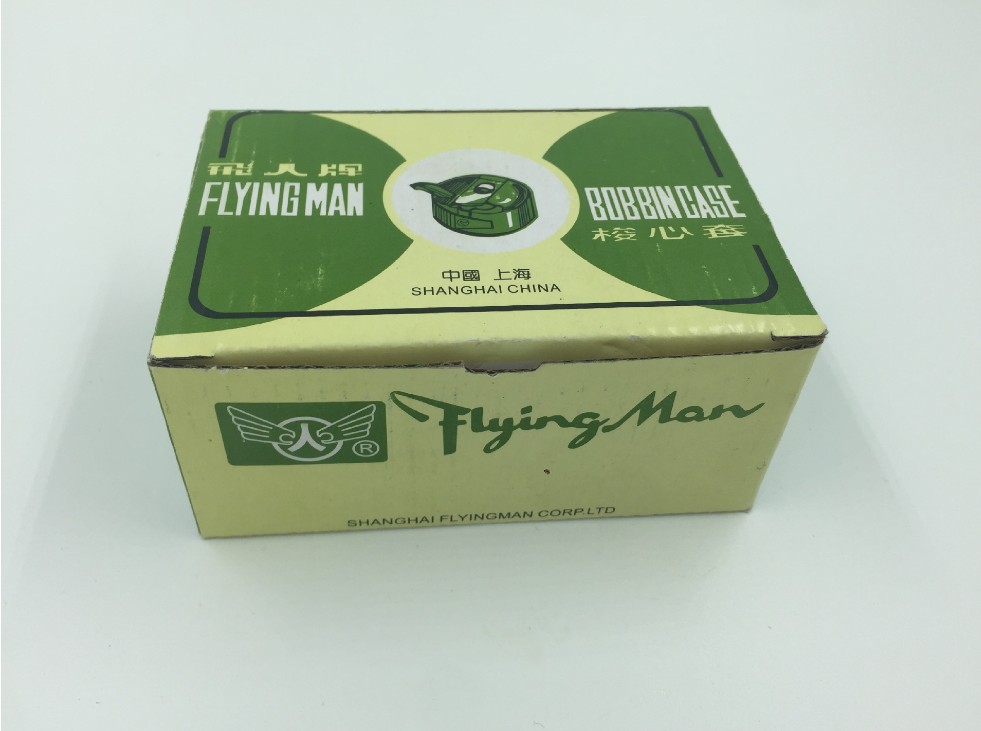 飛人牌
FLYING MAN
BOBBIN CASE
梭心套
中國 上海
SHANGHAI CHINA
人
®
Flying Man
SHANGHAI FLYINGMAN CORP.LTD